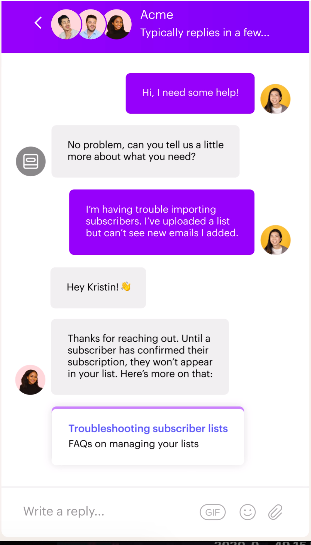 Acme
Typically replies in a few...
Hi, I need some help!
No problem, can you tell us a little
more about what you need?
I'm having trouble importing
subscribers. I've uploaded a list
but can't see new emails I added.
Hey Kristin!👋
Thanks for reaching out. Until a
subscriber has confirmed their
subscription, they won't appear
in your list. Here's more on that:
Troubleshooting subscriber lists
FAQs on managing your lists
Write a reply...
GIF